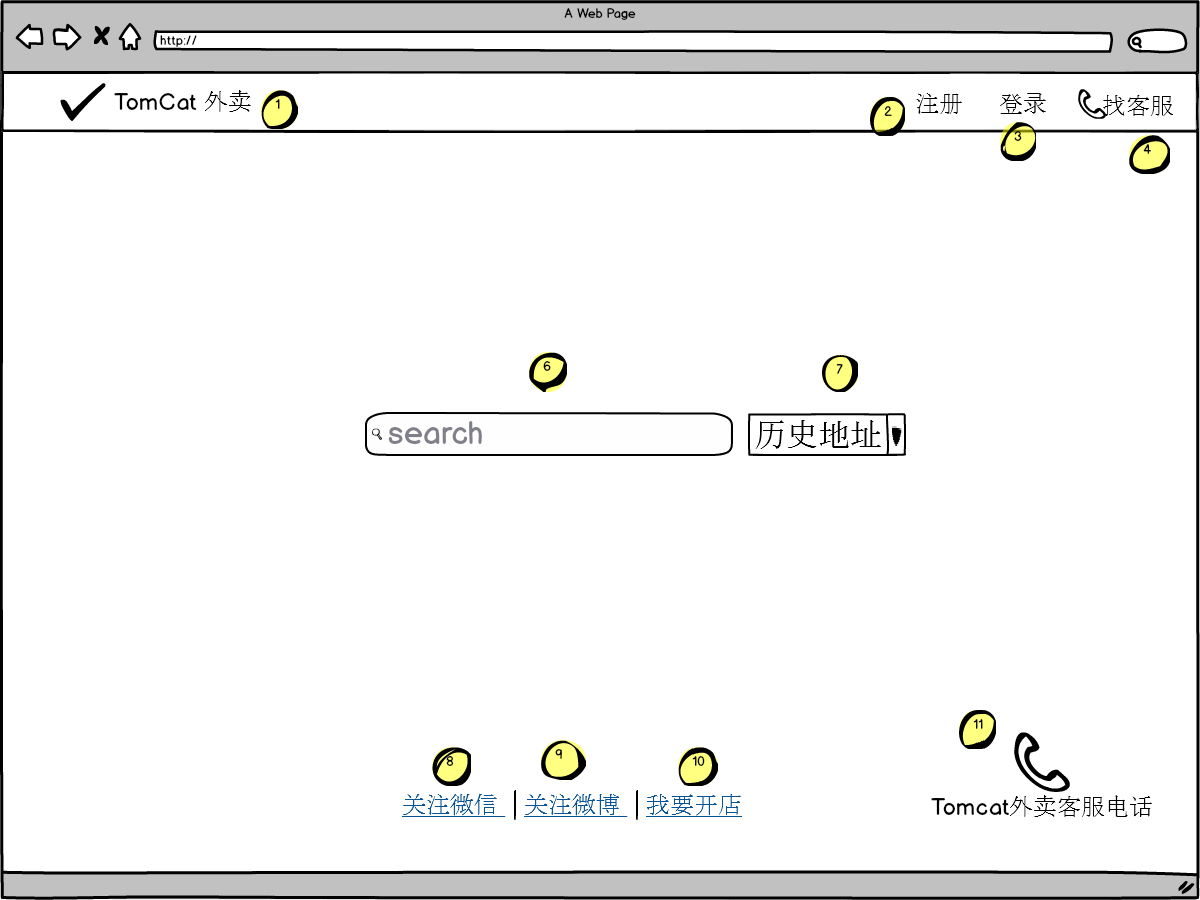 A Web Page
http://
TomCat 外卖
1
2
注册
登录
找客服
3
4
6
7
search
历史地址
8
9
10
11
关注微信
关注微博
我要开店
Tomcat外卖客服电话